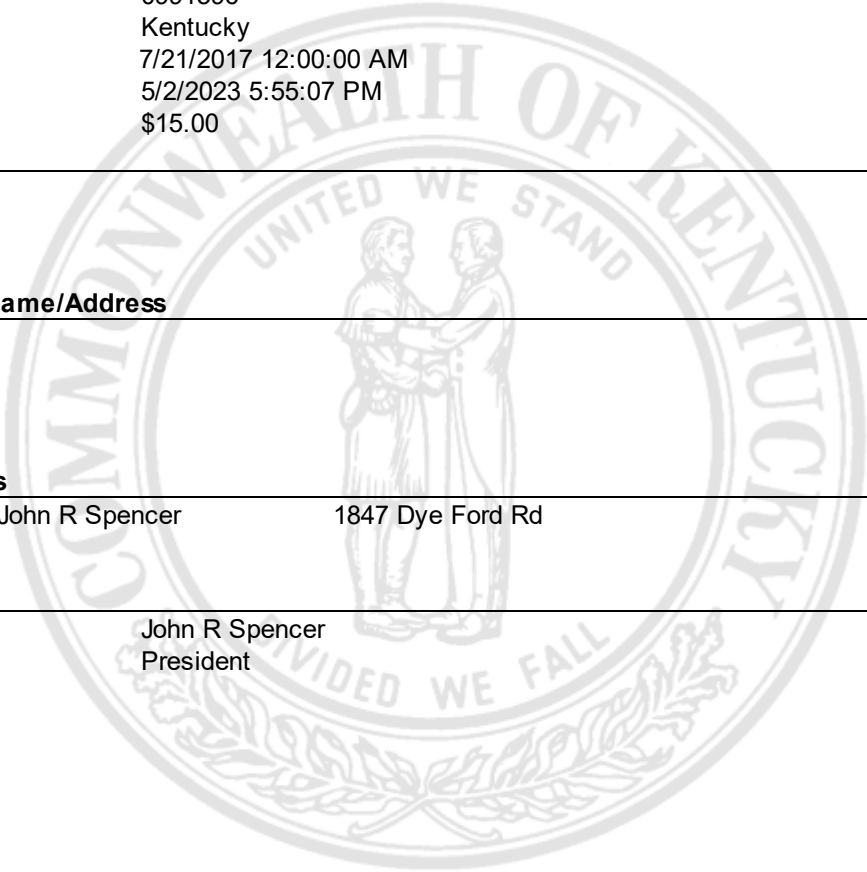 Kentucky
7/21/2017 12:00:00 AM
5/2/2023 5:55:07 PM
$15.00
COMMONWEALTH OF KENTUCKY
UNITED WE STAND
ame/Address
s
John R Spencer 1847 Dye Ford Rd
John R Spencer
President
DIVIDED WE FALL